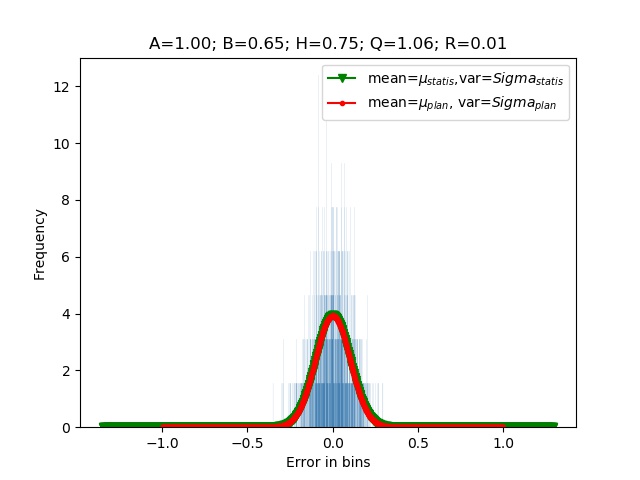 A=1.00; B=0.65; H=0.75; Q=1.06; R=0.01
mean=μstatis,var=Sigmastatis
mean=μplan, var=Sigmaplan
12
10
8
6
4
2
0
Frequency
−1.0 −0.5 0.0 0.5 1.0
Error in bins